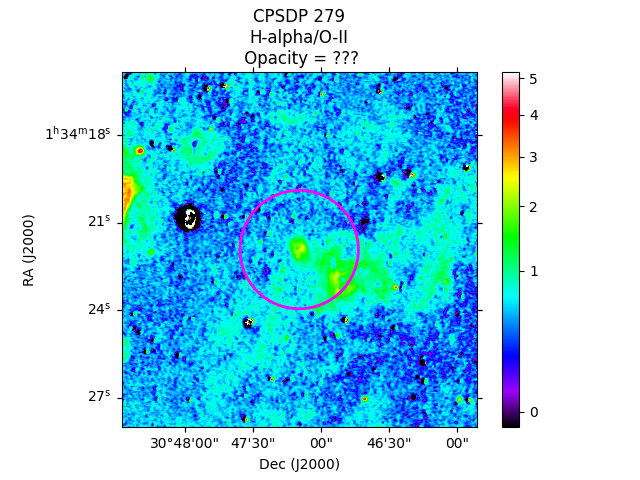 CPSDP 279
H-alpha/O-II
Opacity = ???
1ʰ34ᵐ18ˢ
21ˢ
24ˢ
27ˢ
RA (J2000)
30°48'00" 47'30" 00" 46'30" 00"
Dec (J2000)
5
4
3
2
1
0